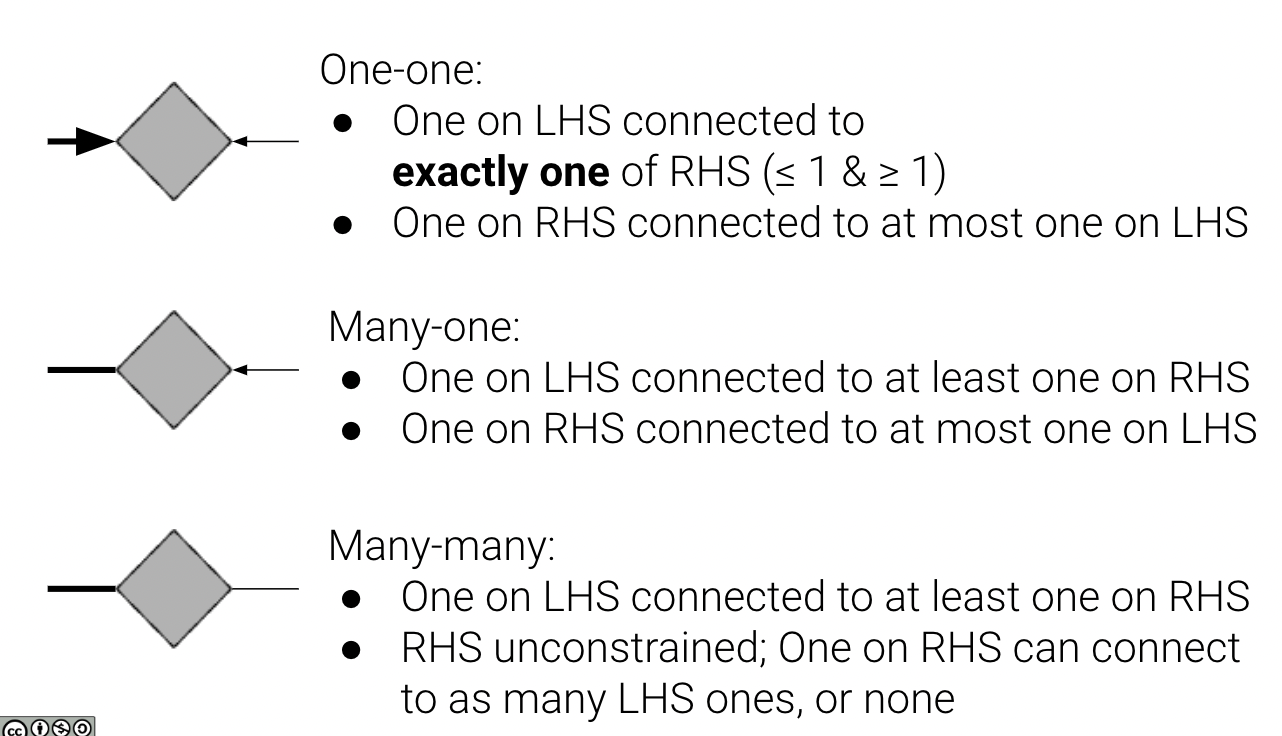 One-one:
● One on LHS connected to
exactly one of RHS (≤ 1 & ≥ 1)
● One on RHS connected to at most one on LHS
Many-one:
● One on LHS connected to at least one on RHS
● One on RHS connected to at most one on LHS
Many-many:
● One on LHS connected to at least one on RHS
● RHS unconstrained; One on RHS can connect
to as many LHS ones, or none
cc